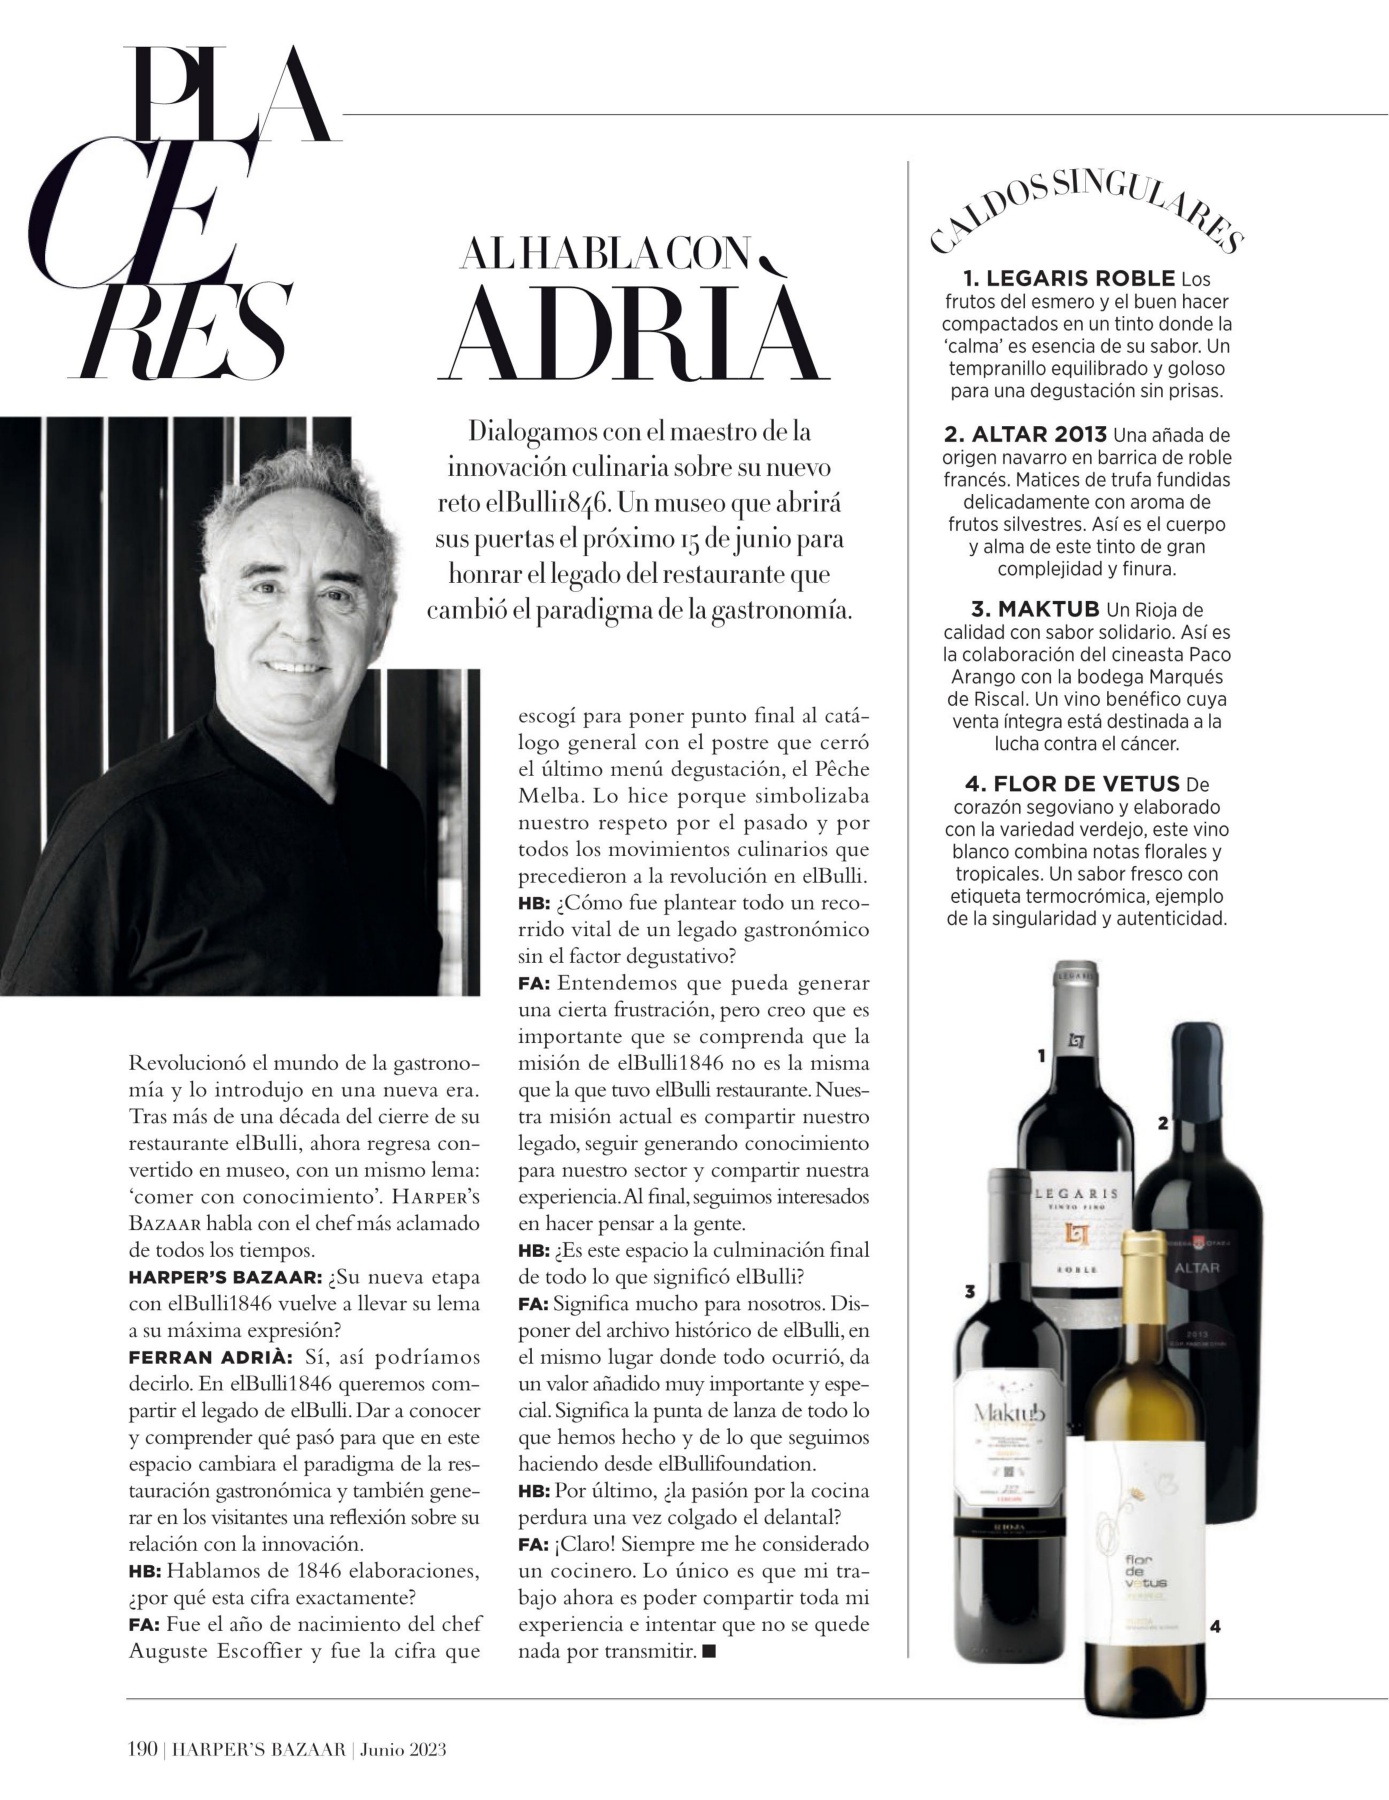 PLA
CE
RES
AL HABLA CON
ADRIÀ
Dialogamos con el maestro de la
innovación culinaria sobre su nuevo
reto elBulli1846. Un museo que abrirá
sus puertas el próximo 15 de junio para
honrar el legado del restaurante que
cambió el paradigma de la gastronomía.
Revolucionó el mundo de la gastrono-
mía y lo introdujo en una nueva era.
Tras más de una década del cierre de su
restaurante elBulli, ahora regresa con-
vertido en museo, con un mismo lema:
‘comer con conocimiento’. HARPER’S
BAZAAR habla con el chef más aclamado
de todos los tiempos.
HARPER’S BAZAAR: ¿Su nueva etapa
con elBulli1846 vuelve a llevar su lema
a su máxima expresión?
FERRAN ADRIÀ: Sí, así podríamos
decirlo. En elBulli1846 queremos com-
partir el legado de elBulli. Dar a conocer
y comprender qué pasó para que en este
espacio cambiara el paradigma de la res-
tauración gastronómica y también gene-
rar en los visitantes una reflexión sobre su
relación con la innovación.
HB: Hablamos de 1846 elaboraciones,
¿por qué esta cifra exactamente?
FA: Fue el año de nacimiento del chef
Auguste Escoffier y fue la cifra que
escogí para poner punto final al catá-
logo general con el postre que cerró
el último menú degustación, el Pêche
Melba. Lo hice porque simbolizaba
nuestro respeto por el pasado y por
todos los movimientos culinarios que
precedieron a la revolución en elBulli.
HB: ¿Cómo fue plantear todo un reco-
rrido vital de un legado gastronómico
sin el factor degustativo?
FA: Entendemos que pueda generar
una cierta frustración, pero creo que es
importante que se comprenda que la
misión de elBulli1846 no es la misma
que la que tuvo elBulli restaurante. Nues-
tra misión actual es compartir nuestro
legado, seguir generando conocimiento
para nuestro sector y compartir nuestra
experiencia. Al final, seguimos interesados
en hacer pensar a la gente.
HB: ¿Es este espacio la culminación final
de todo lo que significó elBulli?
FA: Significa mucho para nosotros. Dis-
poner del archivo histórico de elBulli, en
el mismo lugar donde todo ocurrió, da
un valor añadido muy importante y espe-
cial. Significa la punta de lanza de todo lo
que hemos hecho y de lo que seguimos
haciendo desde elBullifoundation.
HB: Por último, ¿la pasión por la cocina
perdura una vez colgado el delantal?
FA: ¡Claro! Siempre me he considerado
un cocinero. Lo único es que mi tra-
bajo ahora es poder compartir toda mi
experiencia e intentar que no se quede
nada por transmitir. ■
CALDOS SINGULARES
1. LEGARIS ROBLE Los
frutos del esmero y el buen hacer
compactados en un tinto donde la
‘calma’ es esencia de su sabor. Un
tempranillo equilibrado y goloso
para una degustación sin prisas.
2. ALTAR 2013 Una añada de
origen navarro en barrica de roble
francés. Matices de trufa fundidas
delicadamente con aroma de
frutos silvestres. Así es el cuerpo
y alma de este tinto de gran
complejidad y finura.
3. MAKTUB Un Rioja de
calidad con sabor solidario. Así es
la colaboración del cineasta Paco
Arango con la bodega Marqués
de Riscal. Un vino benéfico cuya
venta íntegra está destinada a la
lucha contra el cáncer.
4. FLOR DE VETUS De
corazón segoviano y elaborado
con la variedad verdejo, este vino
blanco combina notas florales y
tropicales. Un sabor fresco con
etiqueta termocrómica, ejemplo
de la singularidad y autenticidad.
LEGARIS
1
2
LEGARIS
TINTO FINO
ROBLE
ALTAR
2013
3
Maktub
RIOJA
flor
de
vetus
4
190 | HARPER’S BAZAAR | Junio 2023